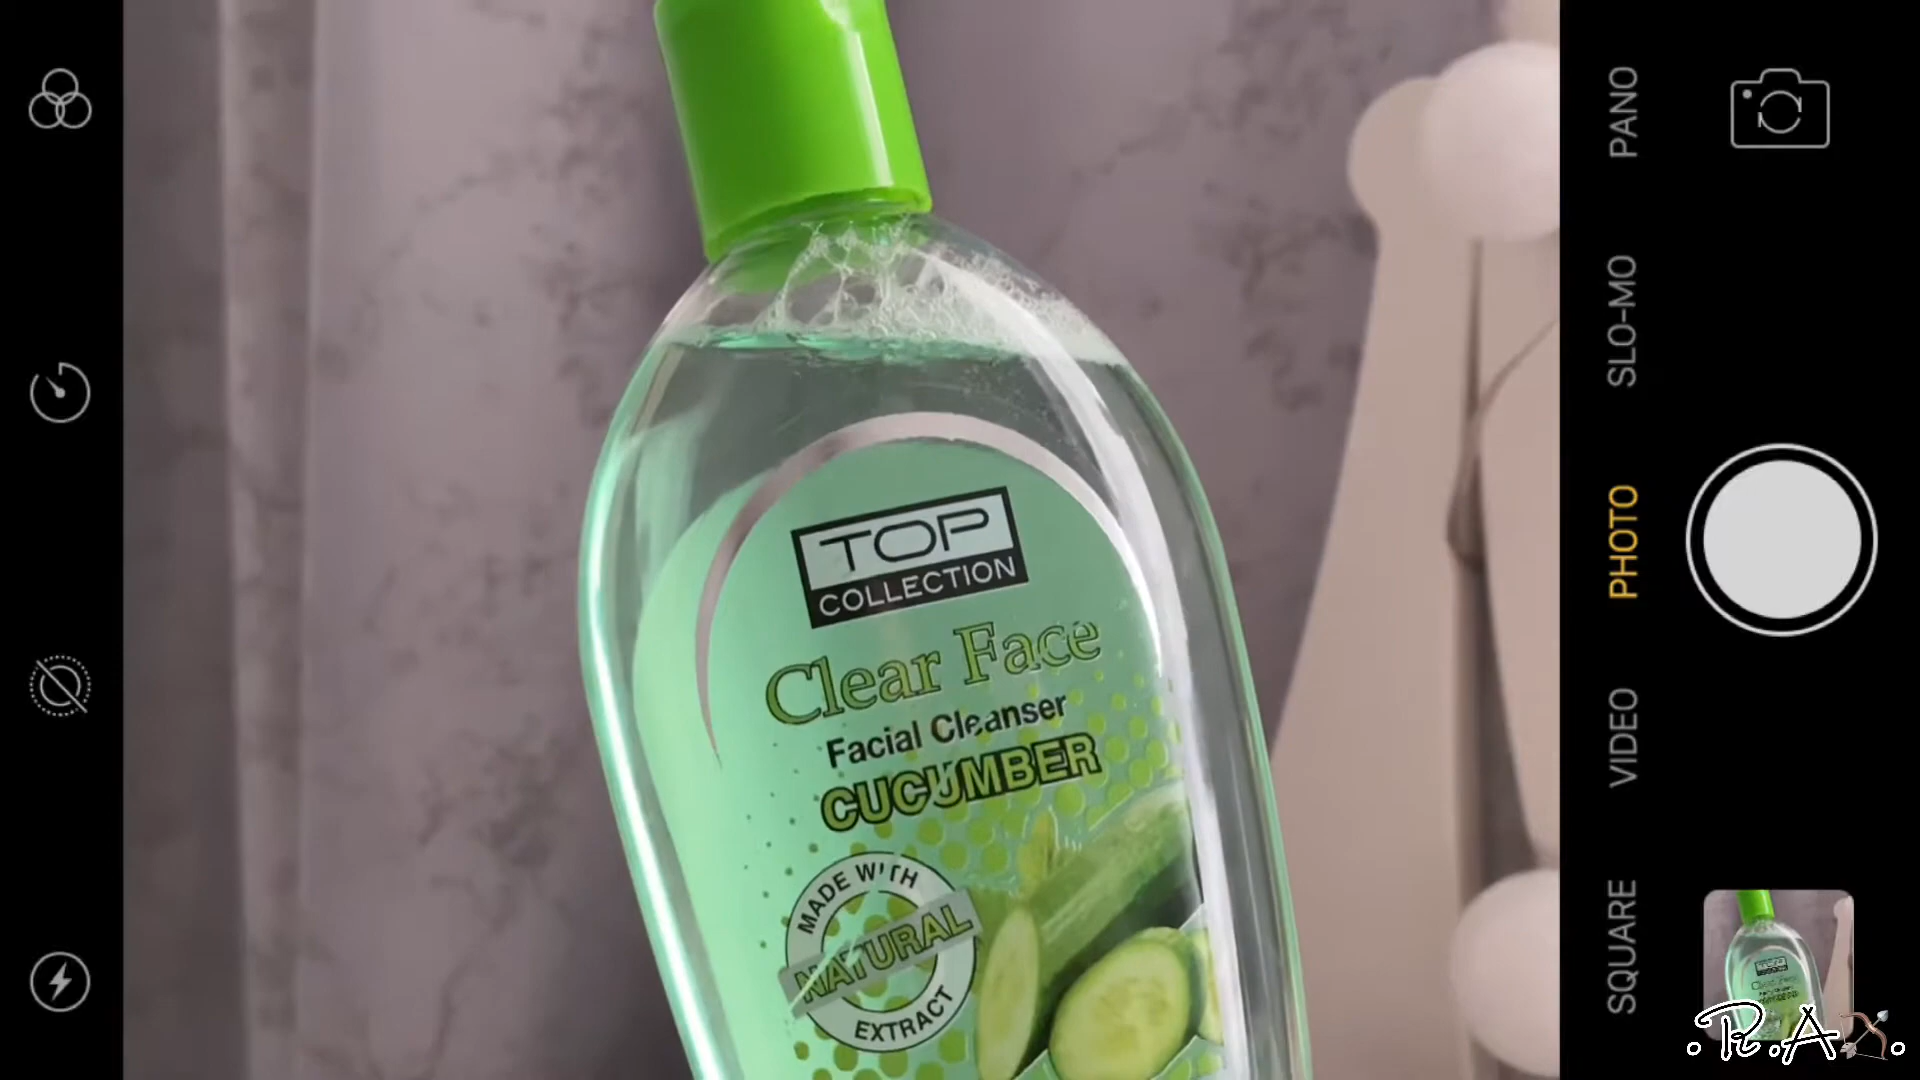 TOP
COLLECTION
Clear Face
Facial Cleanser
CUCUMBER
MADE WITH
NATURAL
EXTRACT
PANO
SLO-MO
PHOTO
VIDEO
SQUARE
.R.A.